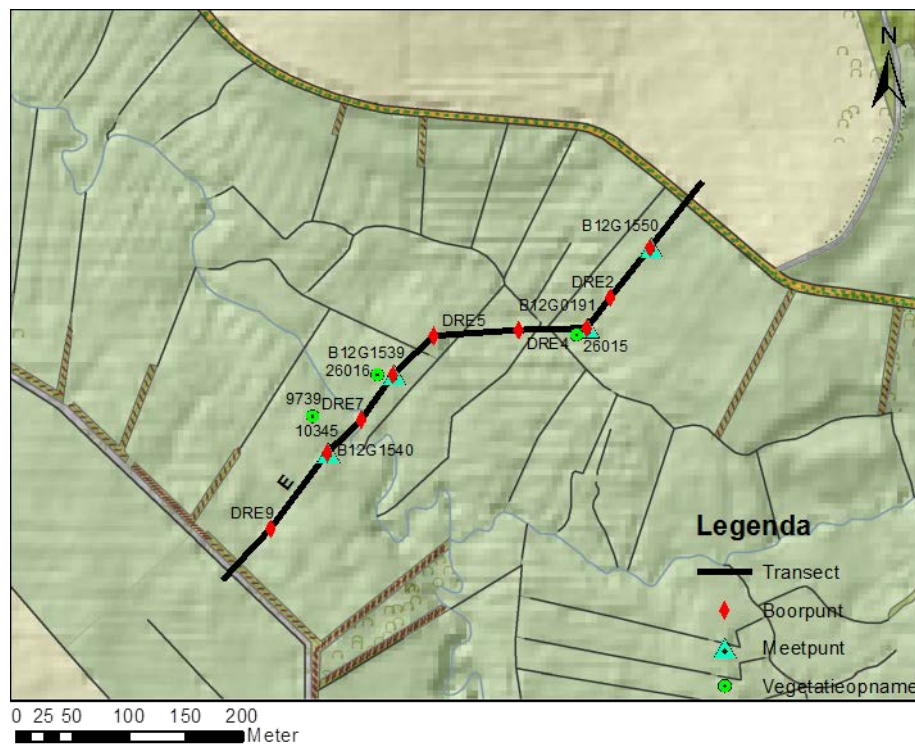 N
B12G1550
DRE2
B12G0191
DRE5
DRE4
26015
B12G1539
26016
9739
DRE7
10345
B12G1540
E
DRE9
Legenda
Transect
Boorpunt
Meetpunt
Vegetatieopname
0 25 50 100 150 200
Meter